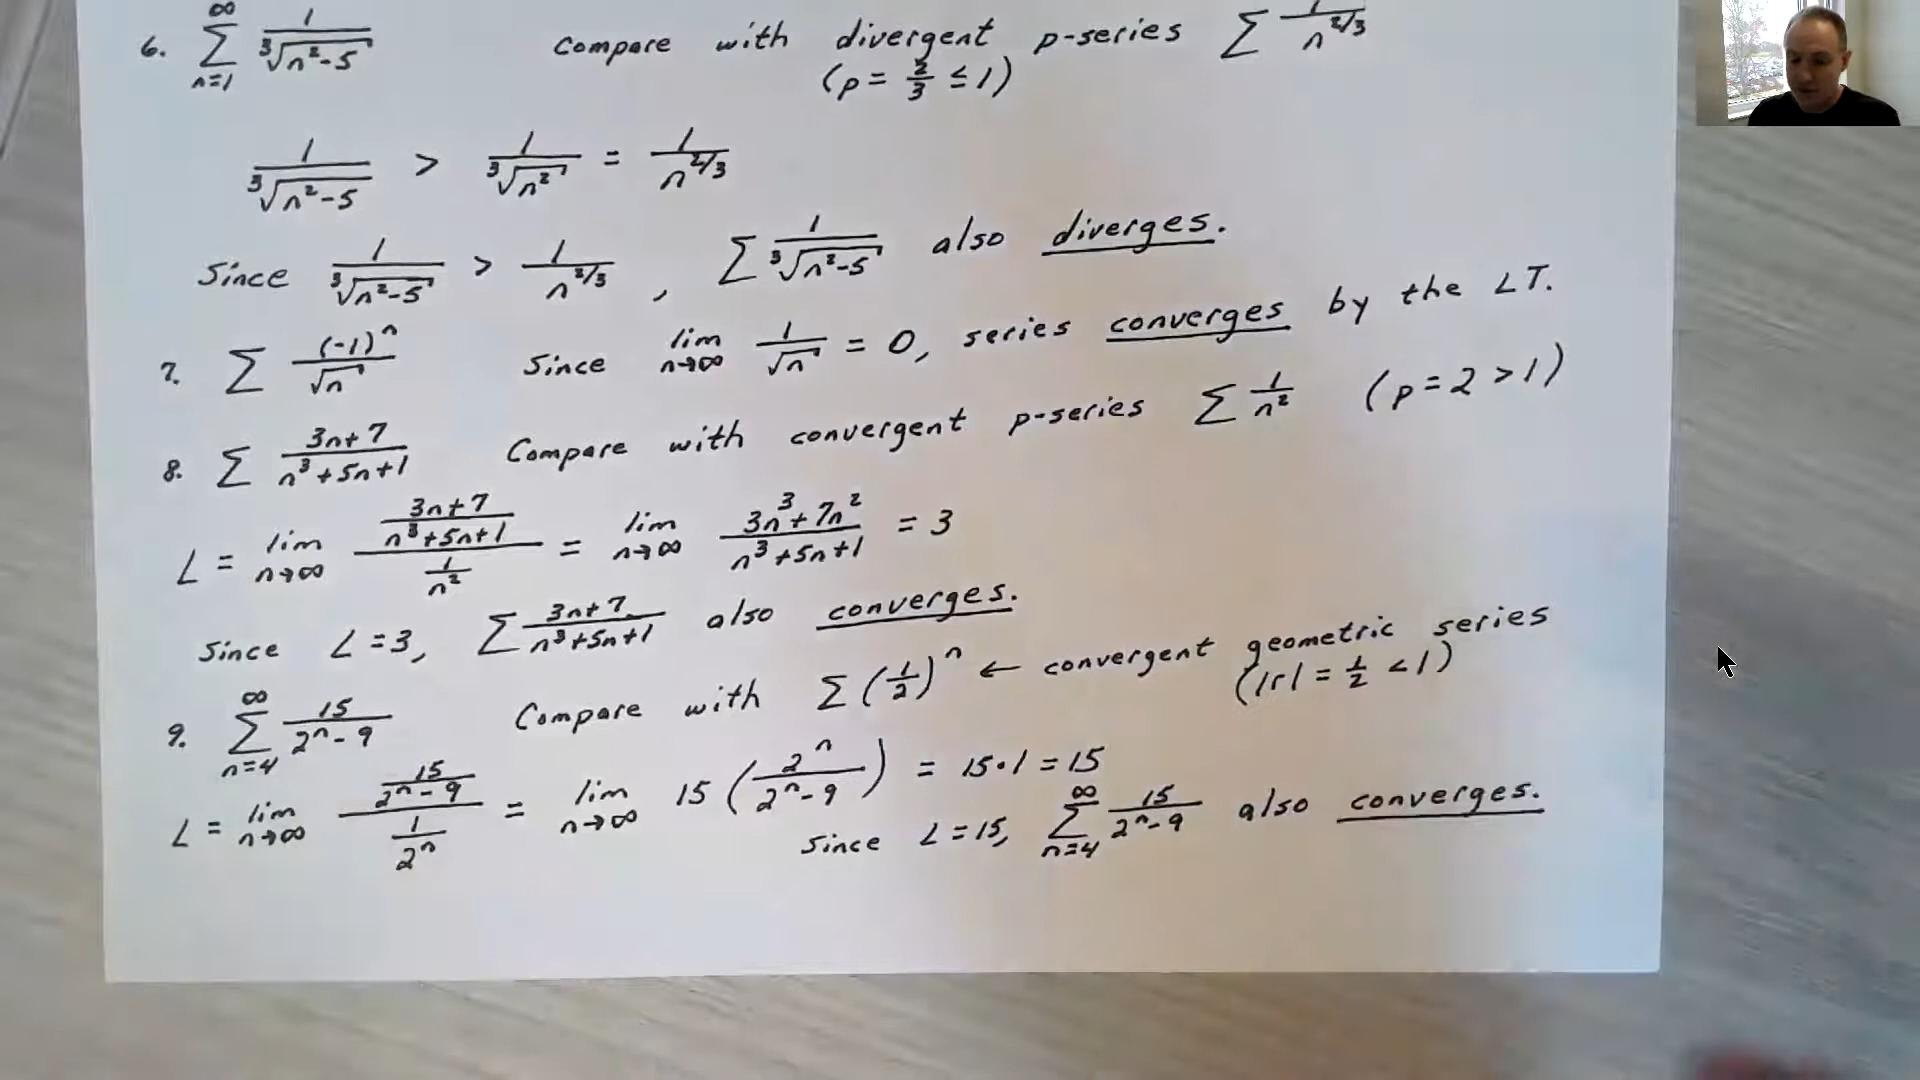 6. ∞ ∑ n=1 1/∛(n²-5) Compare with divergent p-series ∑ 1/n^(2/3)
(p = 2/3 ≤ 1)
1/∛(n²-5) > 1/∛(n²) = 1/n^(2/3)
Since 1/∛(n²-5) > 1/n^(2/3), ∑ 1/∛(n²-5) also diverges.
7. ∑ (-1)^n/√n Since lim n→∞ 1/√n = 0, series converges by the LT.
8. ∑ (3n+7)/(n³+5n+1) Compare with convergent p-series ∑ 1/n² (p = 2 > 1)
L = lim n→∞ ((3n+7)/(n³+5n+1))/(1/n²) = lim n→∞ (3n³+7n²)/(n³+5n+1) = 3
Since L = 3, ∑ (3n+7)/(n³+5n+1) also converges.
9. ∞ ∑ n=4 15/(2^n-9) Compare with ∑ (1/2)^n ← convergent geometric series
(|r| = 1/2 < 1)
L = lim n→∞ (15/(2^n-9))/(1/2^n) = lim n→∞ 15 (2^n/(2^n-9)) = 15•1 = 15
Since L = 15, ∞ ∑ n=4 15/(2^n-9) also converges.